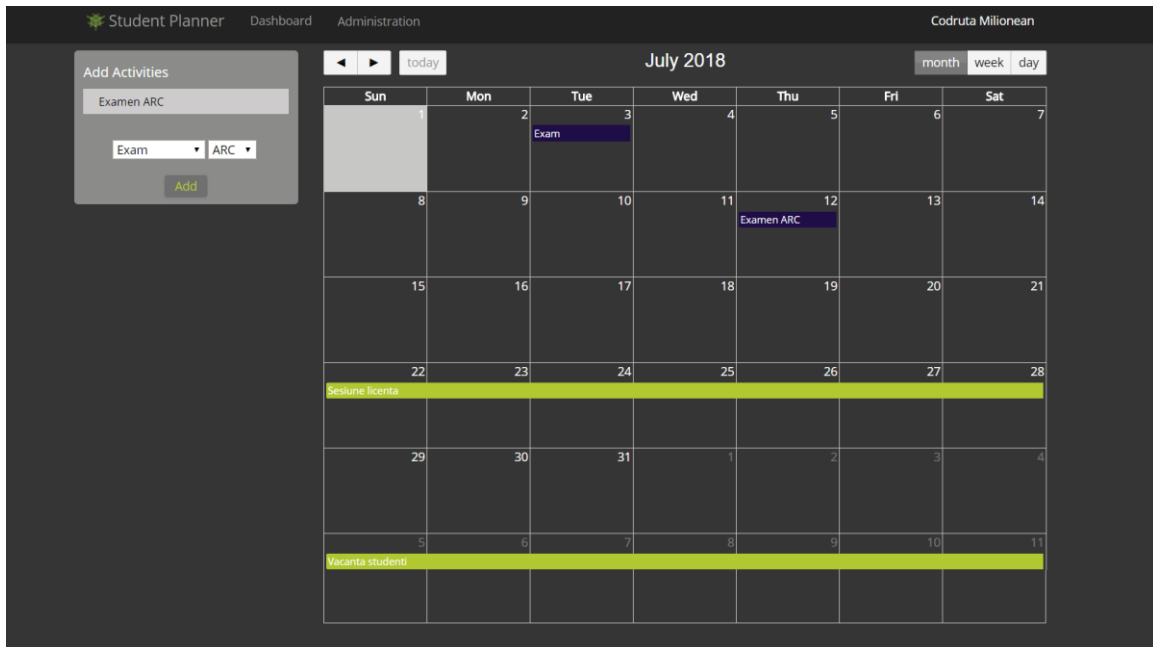 Student Planner Dashboard Administration Codruta Milionean
Add Activities
Examen ARC
Exam ARC
Add
today July 2018 month week day
Sun Mon Tue Wed Thu Fri Sat
1 2 3 4 5 6 7
Exam
8 9 10 11 12 13 14
Examen ARC
15 16 17 18 19 20 21
22 23 24 25 26 27 28
Sesiune licenta
29 30 31 1 2 3 4
5 6 7 8 9 10 11
Vacanta studenti